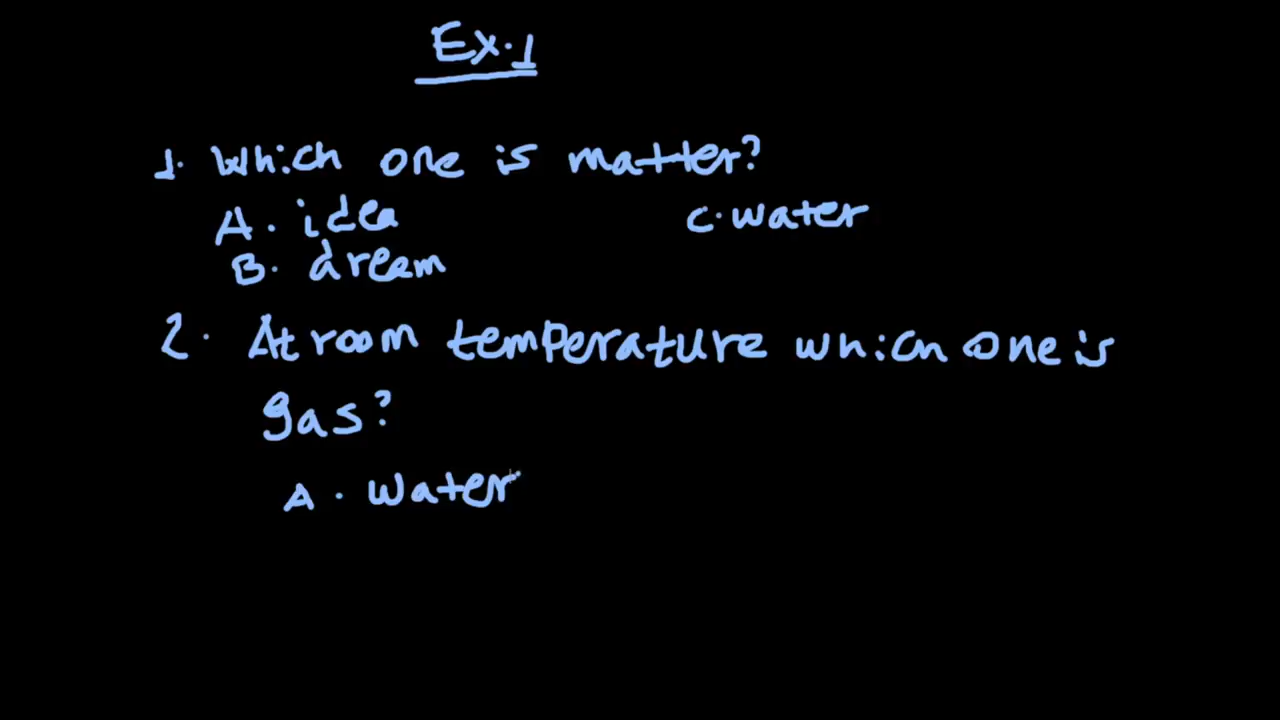 Ex.1
1. Which one is matter?
A. idea C. water
B. dream
2. At room temperature which one is
gas?
A. water